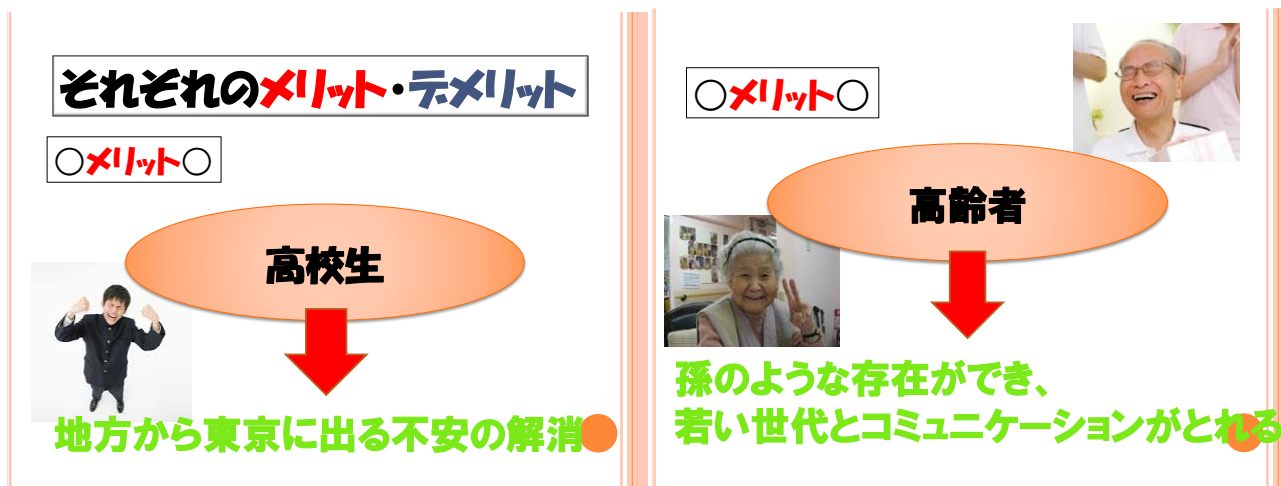 それぞれのメリット・デメリット
○メリット○
高校生
地方から東京に出る不安の解消
○メリット○
高齢者
孫のような存在ができ、
若い世代とコミュニケーションがとれる